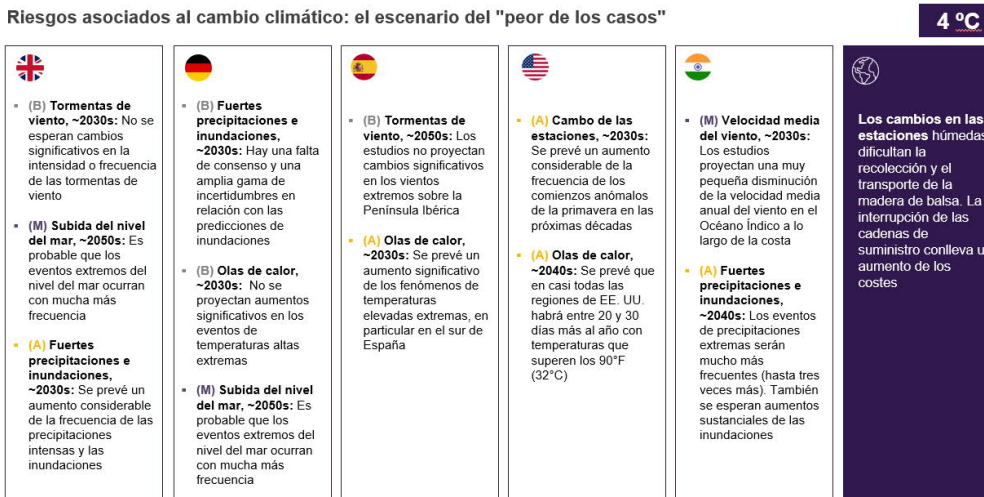 Riesgos asociados al cambio climático: el escenario del "peor de los casos"
4 ºC
(B) Tormentas de
viento, ~2030s: No se
esperan cambios
significativos en la
intensidad o frecuencia
de las tormentas de
viento
(M) Subida del nivel
del mar, ~2050s: Es
probable que los
eventos extremos del
nivel del mar ocurran
con mucha más
frecuencia
(A) Fuertes
precipitaciones e
inundaciones,
~2030s: Se prevé un
aumento considerable
de la frecuencia de las
precipitaciones
intensas y las
inundaciones
(B) Fuertes
precipitaciones e
inundaciones,
~2030s: Hay una falta
de consenso y una
amplia gama de
incertidumbres en
relación con las
predicciones de
inundaciones
(B) Olas de calor,
~2030s: No se
proyectan aumentos
significativos en los
eventos de
temperaturas altas
extremas
(M) Subida del nivel
del mar, ~2050s: Es
probable que los
eventos extremos del
nivel del mar ocurran
con mucha más
frecuencia
(B) Tormentas de
viento, ~2050s: Los
estudios no proyectan
cambios significativos
en los vientos
extremos sobre la
Península Ibérica
(A) Olas de calor,
~2030s: Se prevé un
aumento significativo
de los fenómenos de
temperaturas
elevadas extremas, en
particular en el sur de
España
(A) Cambo de las
estaciones, ~2030s:
Se prevé un aumento
considerable de la
frecuencia de los
comienzos anómalos
de la primavera en las
próximas décadas
(A) Olas de calor,
~2040s: Se prevé que
en casi todas las
regiones de EE. UU.
habrá entre 20 y 30
días más al año con
temperaturas que
superen los 90°F
(32°C)
(M) Velocidad media
del viento, ~2030s:
Los estudios
proyectan una muy
pequeña disminución
de la velocidad media
anual del viento en el
Océano Índico a lo
largo de la costa
(A) Fuertes
precipitaciones e
inundaciones,
~2040s: Los eventos
de precipitaciones
extremas serán
mucho más
frecuentes (hasta tres
veces más). También
se esperan aumentos
sustanciales de las
inundaciones
Los cambios en las
estaciones húmedas
dificultan la
recolección y el
transporte de la
madera de balsa. La
interrupción de las
cadenas de
suministro conlleva u
aumento de los
costes